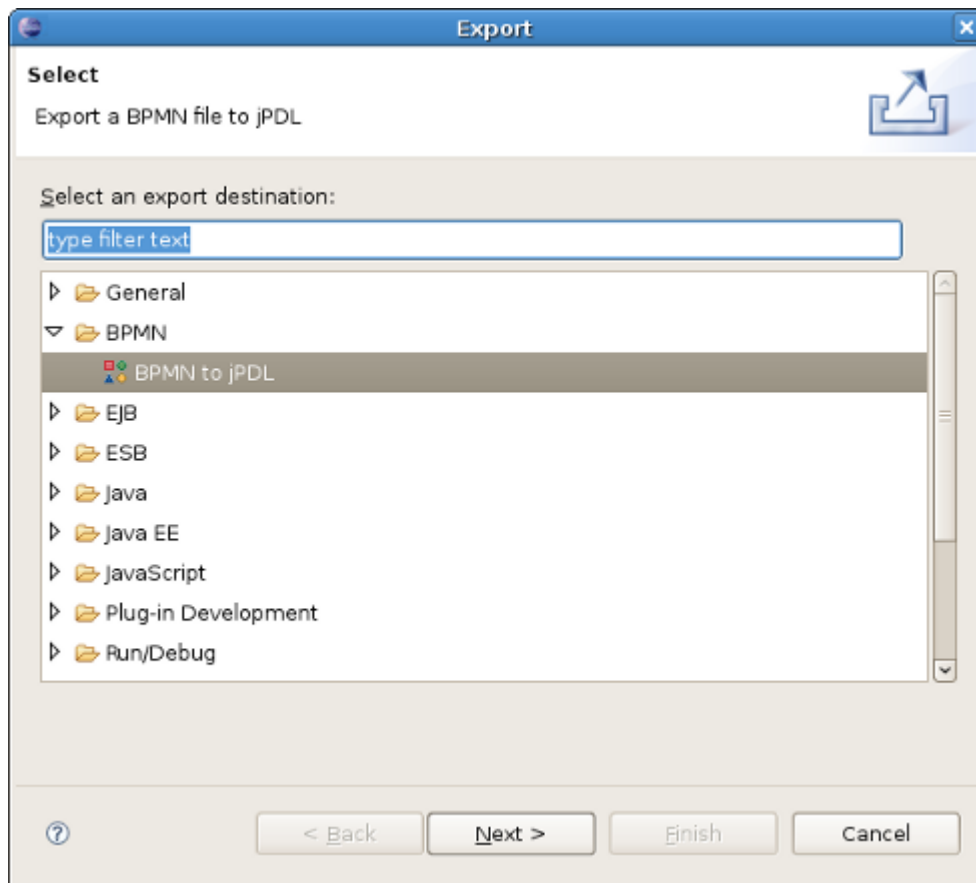 Export
Select
Export a BPMN file to jPDL
Select an export destination:
type filter text
General
BPMN
BPMN to jPDL
EJB
ESB
Java
Java EE
JavaScript
Plug-in Development
Run/Debug
< Back Next > Finish Cancel